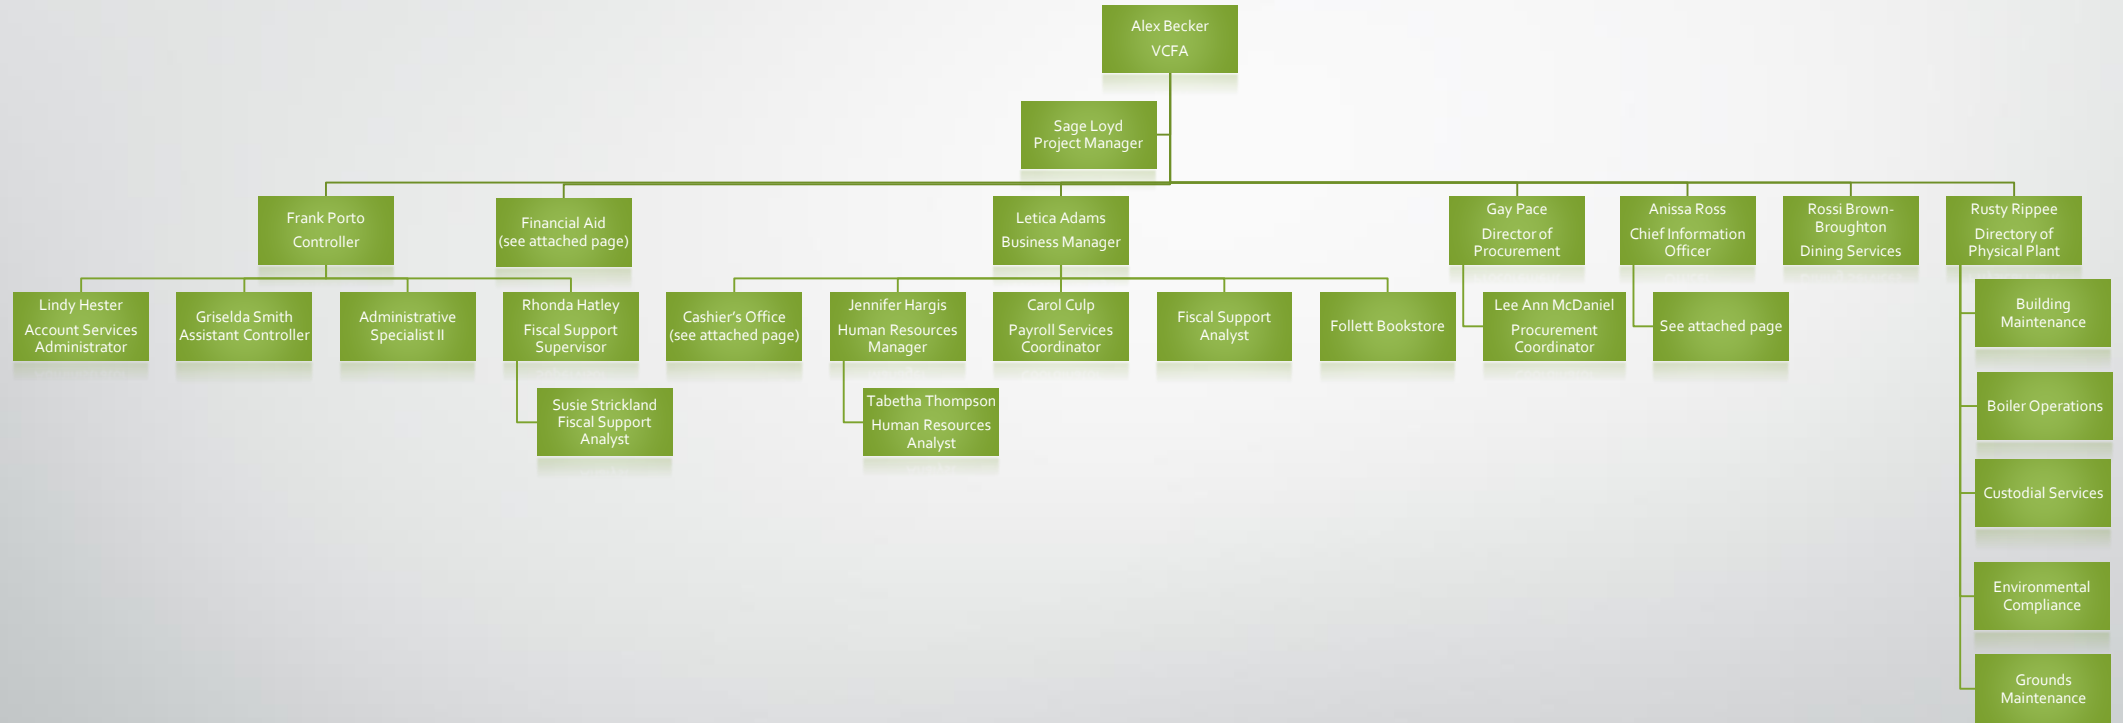 Alex Becker
VCFA
Sage Loyd
Project Manager
Frank Porto
Controller
Financial Aid
(see attached page)
Letica Adams
Business Manager
Gay Pace
Director of
Procurement
Anissa Ross
Chief Information
Officer
Rossi Brown-
Broughton
Dining Services
Rusty Rippee
Directory of
Physical Plant
Lindy Hester
Account Services
Administrator
Griselda Smith
Assistant Controller
Administrative
Specialist II
Rhonda Hatley
Fiscal Support
Supervisor
Cashier's Office
(see attached page)
Jennifer Hargis
Human Resources
Manager
Carol Culp
Payroll Services
Coordinator
Fiscal Support
Analyst
Follett Bookstore
Lee Ann McDaniel
Procurement
Coordinator
See attached page
Building
Maintenance
Susie Strickland
Fiscal Support
Analyst
Tabetha Thompson
Human Resources
Analyst
Boiler Operations
Custodial Services
Environmental
Compliance
Grounds
Maintenance